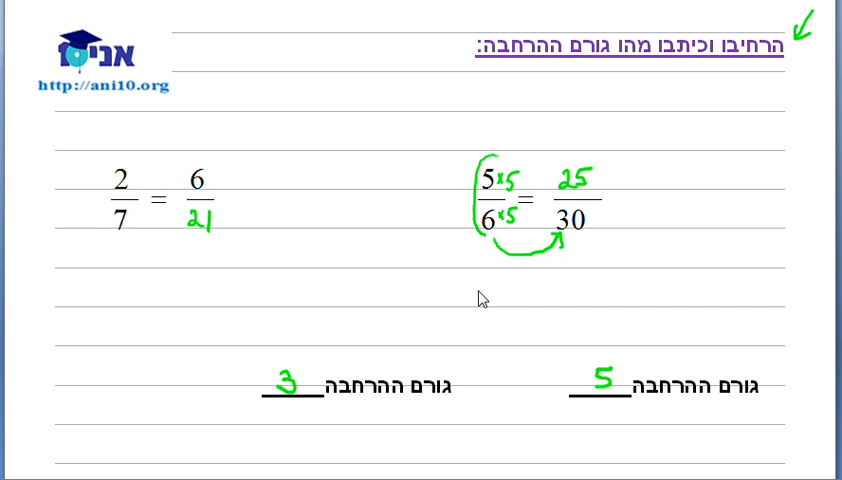 הרחיבו וכיתבו מהו גורם ההרחבה:
אני10
http://ani10.org
5×5 / 6×5 = 25 / 30
2 / 7 = 6 / 21
גורם ההרחבה 5
גורם ההרחבה 3